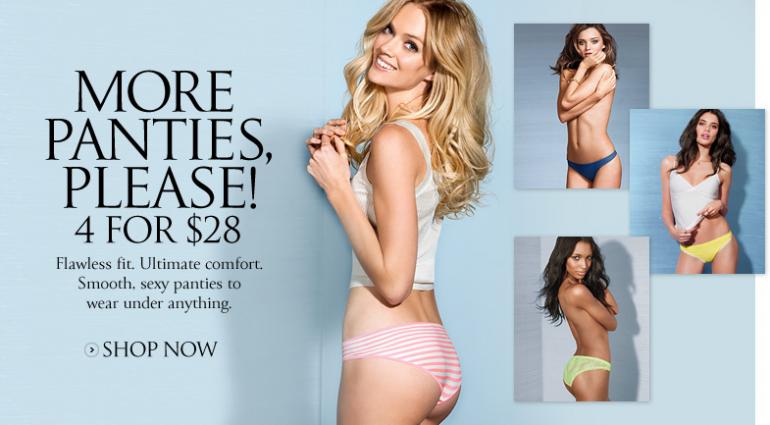 MORE
PANTIES,
PLEASE!
4 FOR $28
Flawless fit. Ultimate comfort.
Smooth, sexy panties to
wear under anything.
SHOP NOW